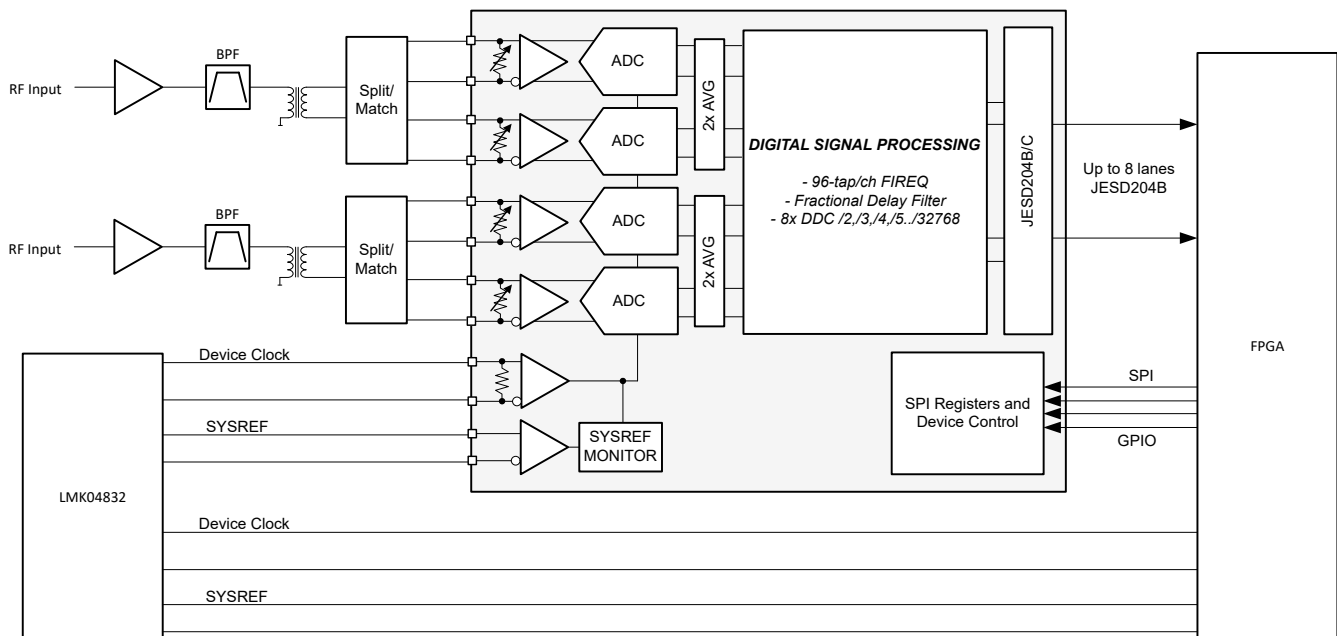 RF Input
BPF
Split/
Match
ADC
ADC
2x AVG
RF Input
BPF
Split/
Match
ADC
ADC
2x AVG
DIGITAL SIGNAL PROCESSING
- 96-tap/ch FIREQ
- Fractional Delay Filter
- 8x DDC /2,/3,/4,/5../32768
JESD204B/C
Up to 8 lanes
JESD204B
FPGA
LMK04832
Device Clock
SYSREF
SYSREF
MONITOR
SPI Registers and
Device Control
SPI
GPIO
Device Clock
SYSREF